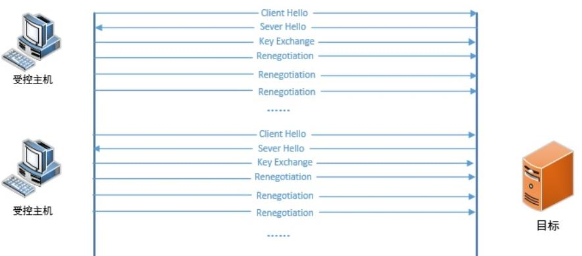 Client Hello
Sever Hello
Key Exchange
Renegotiation
受控主机
Renegotiation
Renegotiation
......
Client Hello
Sever Hello
Key Exchange
Renegotiation
Renegotiation
受控主机
Renegotiation
目标
......